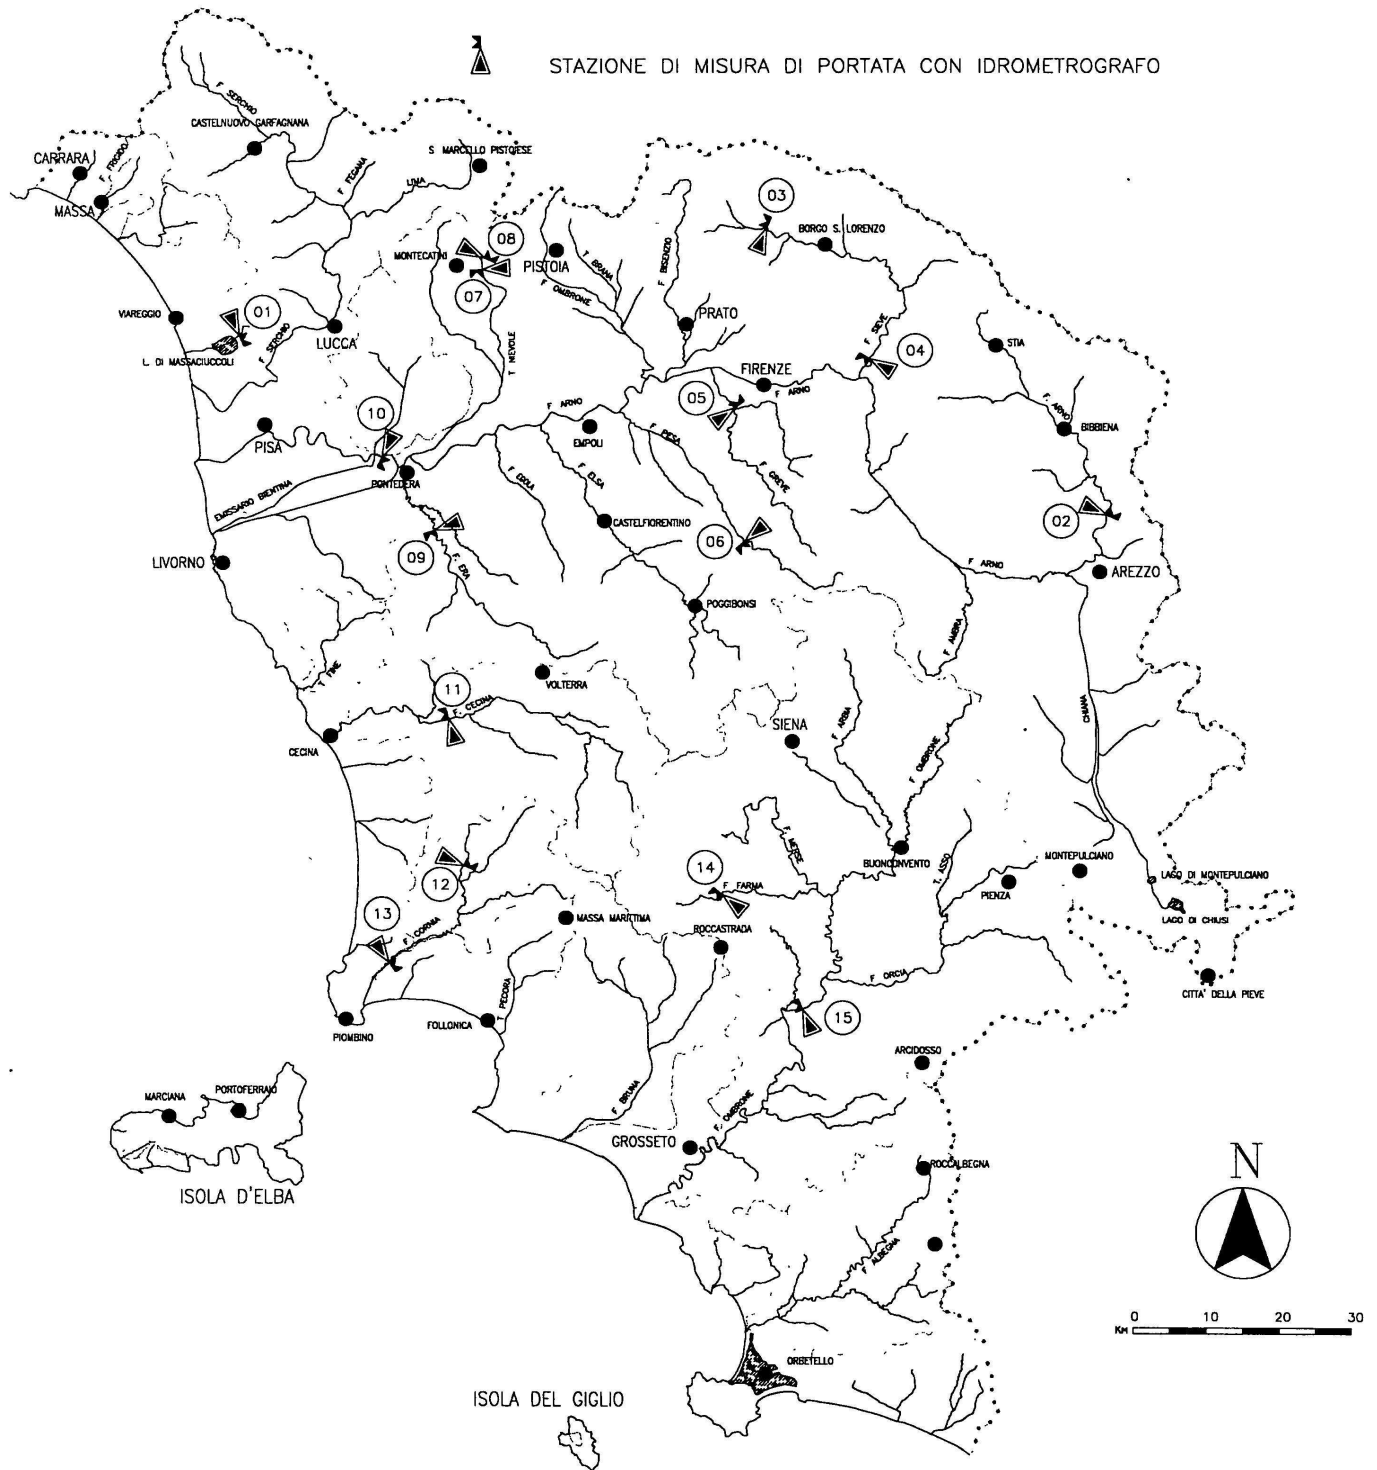 STAZIONE DI MISURA DI PORTATA CON IDROMETROGRAFO
F SERCHIO
CASTELNUOVO GARFAGNANA
CARRARA
F FRIGIDO
MASSA
F FEGANA
LIMA
S MARCELLO PISTOIESE
03
BORGO S. LORENZO
08
MONTECATINI
07
PISTOIA
T BRANA
F OMBRONE
F BISENZIO
PRATO
VIAREGGIO
01
F SERCHIO
LUCCA
L. DI MASSACIUCCOLI
T NIEVOLE
F SIEVE
04
STIA
FIRENZE
F ARNO
05
F ARNO
BIBBIENA
10
F ARNO
EMPOLI
F PESA
PISA
PONTEDERA
EMISSARIO BIENTINA
F EGOLA
F ELSA
F GREVE
CASTELFIORENTINO
06
02
09
F. ERA
LIVORNO
F ARNO
AREZZO
POGGIBONSI
F AMBRA
T FINE
VOLTERRA
11
F. CECINA
CECINA
SIENA
F ARBIA
F OMBRONE
CHIANA
F. MERSE
BUONCONVENTO
T. ASSO
MONTEPULCIANO
12
14
F FARMA
PIENZA
LAGO DI MONTEPULCIANO
LAGO DI CHIUSI
13
F. CORNIA
MASSA MARITTIMA
ROCCASTRADA
F ORCIA
CITTA' DELLA PIEVE
T PECORA
PIOMBINO
FOLLONICA
15
ARCIDOSSO
MARCIANA
PORTOFERRAIO
F BRUNA
F OMBRONE
GROSSETO
ISOLA D'ELBA
ROCCALBEGNA
N
F ALBEGNA
0 10 20 30
KM
ORBETELLO
ISOLA DEL GIGLIO